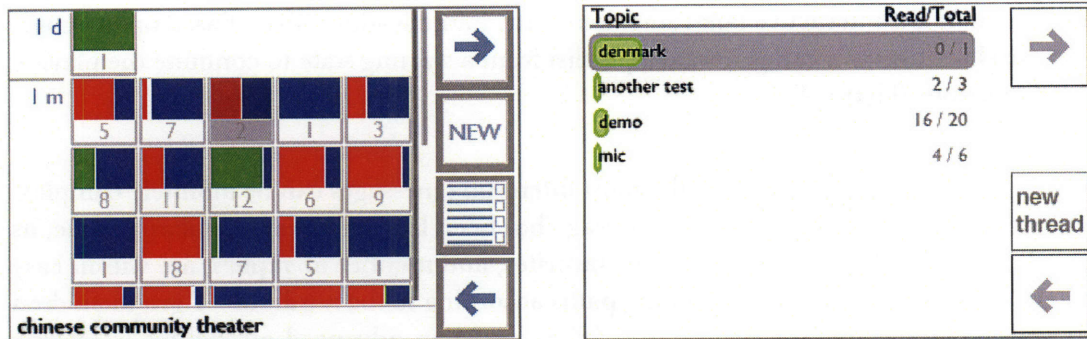 1 d
1
1 m
5 7 2 1 3
8 11 12 6 9
1 18 7 5 1
NEW
chinese community theater
Topic Read/Total
denmark 0 / 1
another test 2 / 3
demo 16 / 20
mic 4 / 6
new
thread